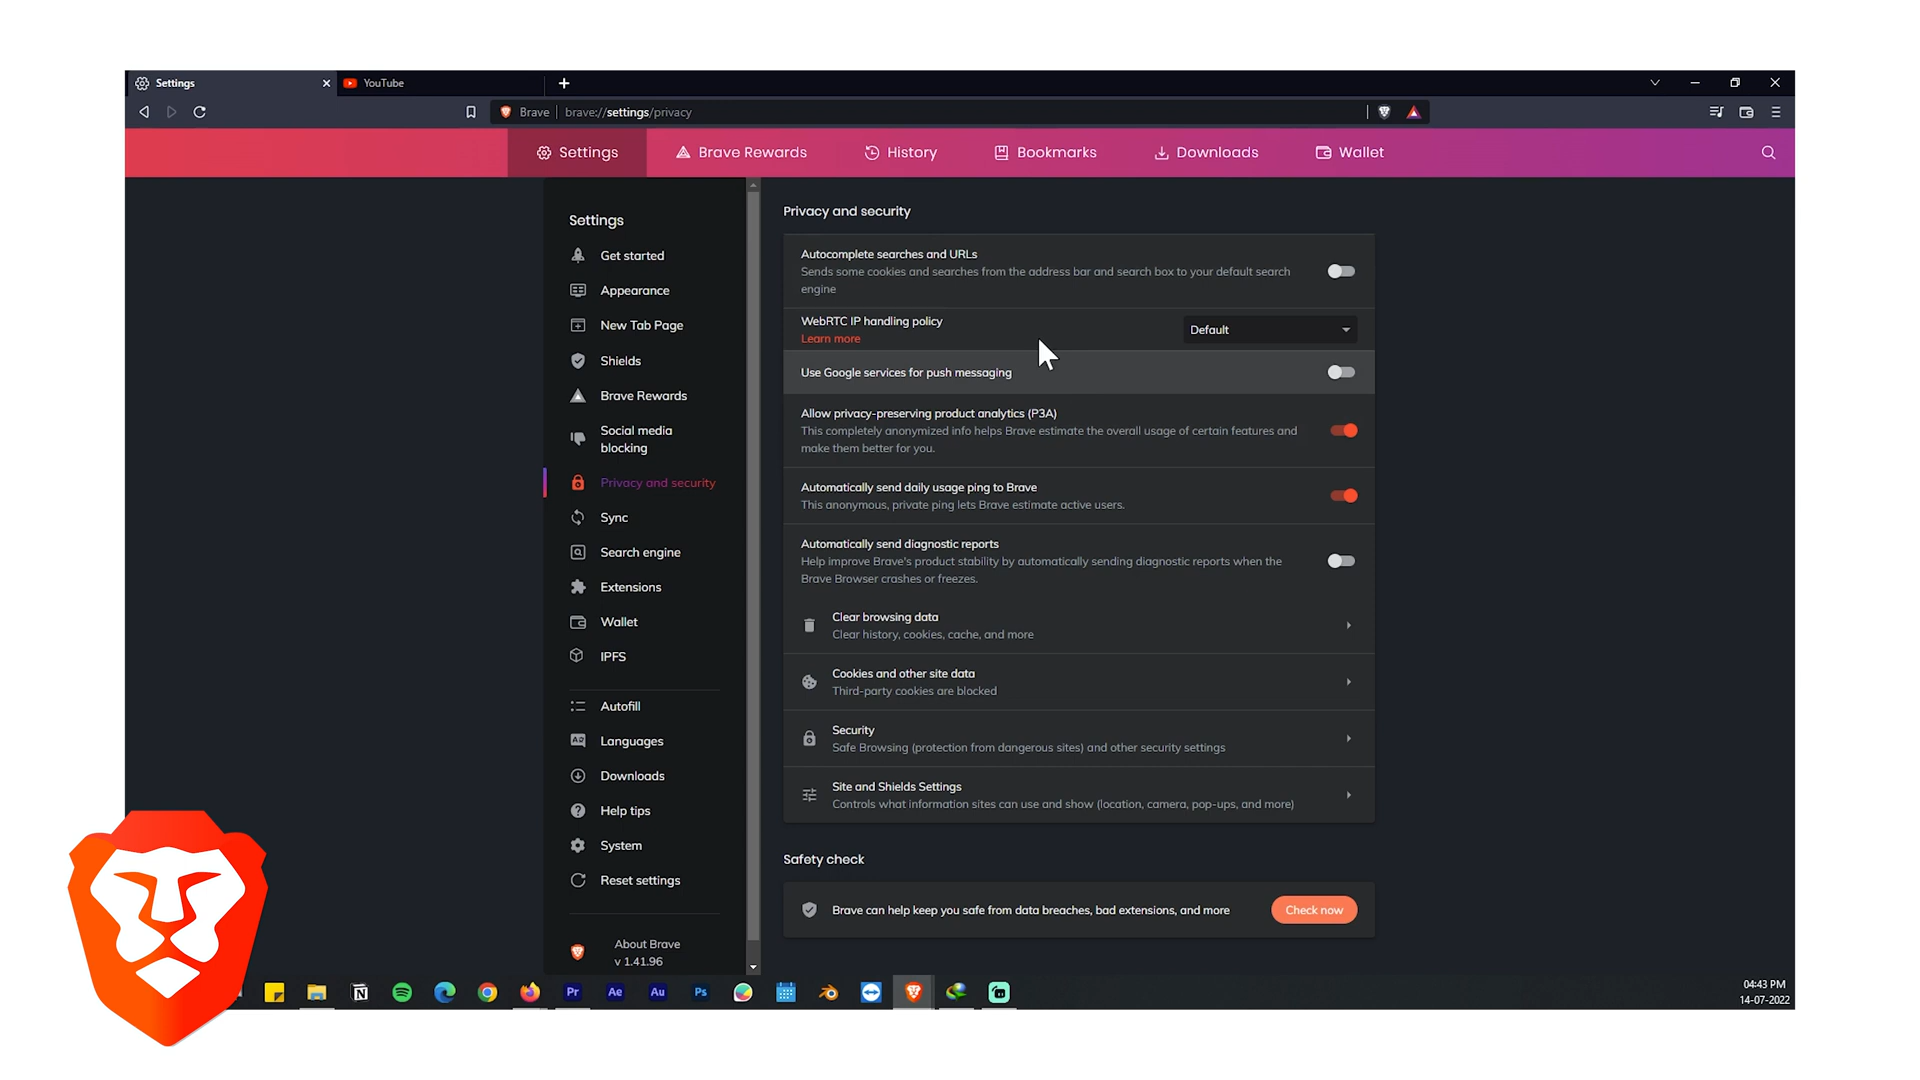 Settings
YouTube
Brave
brave://settings/privacy
Settings
Brave Rewards
History
Bookmarks
Downloads
Wallet
Settings
Get started
Appearance
New Tab Page
Shields
Brave Rewards
Social media
blocking
Privacy and security
Sync
Search engine
Extensions
Wallet
IPFS
Autofill
Languages
Downloads
Help tips
System
Reset settings
About Brave
v 1.41.96
Privacy and security
Autocomplete searches and URLs
Sends some cookies and searches from the address bar and search box to your default search
engine
WebRTC IP handling policy
Learn more
Default
Use Google services for push messaging
Allow privacy-preserving product analytics (P3A)
This completely anonymized info helps Brave estimate the overall usage of certain features and
make them better for you.
Automatically send daily usage ping to Brave
This anonymous, private ping lets Brave estimate active users.
Automatically send diagnostic reports
Help improve Brave's product stability by automatically sending diagnostic reports when the
Brave Browser crashes or freezes.
Clear browsing data
Clear history, cookies, cache, and more
Cookies and other site data
Third-party cookies are blocked
Security
Safe Browsing (protection from dangerous sites) and other security settings
Site and Shields Settings
Controls what information sites can use and show (location, camera, pop-ups, and more)
Safety check
Brave can help keep you safe from data breaches, bad extensions, and more
Check now
Pr
Ae
Au
Ps
04:43 PM
14-07-2022